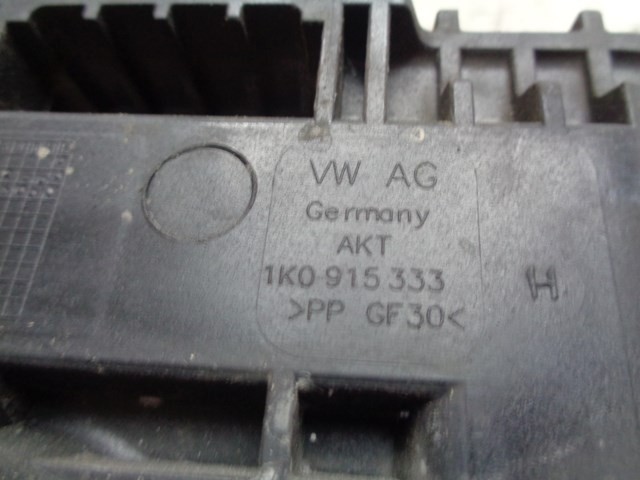 VW AG
Germany
AKT
1K0 915 333 H
>PP GF30<